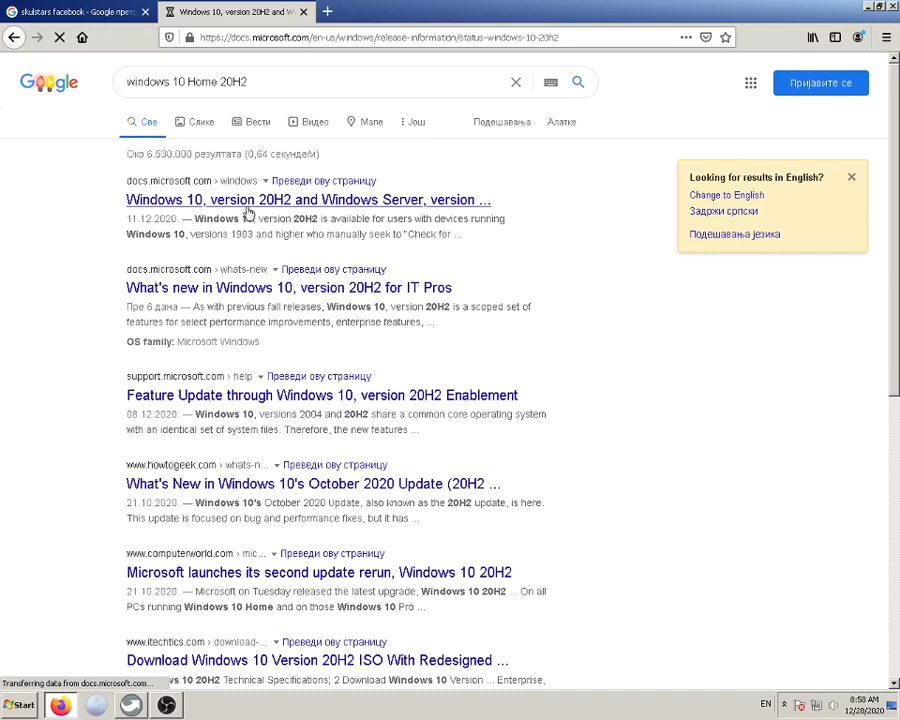 skulstars facebook - Google претр
Windows 10, version 20H2 and W
https://docs.microsoft.com/en-us/windows/release-information/status-windows-10-20h2
Google
windows 10 Home 20H2
Пријавите се
Све
Слике
Вести
Видео
Мапе
Још
Подешавања
Алатке
Око 6.530.000 резултата (0,64 секунде/и)
docs.microsoft.com › windows
Преведи ову страницу
Windows 10, version 20H2 and Windows Server, version ...
11.12.2020. — Windows 10, version 20H2 is available for users with devices running
Windows 10, versions 1903 and higher who manually seek to "Check for ...
docs.microsoft.com › whats-new
Преведи ову страницу
What's new in Windows 10, version 20H2 for IT Pros
Пре 6 дана — As with previous fall releases, Windows 10, version 20H2 is a scoped set of
features for select performance improvements, enterprise features, ...
OS family: Microsoft Windows
support.microsoft.com › help
Преведи ову страницу
Feature Update through Windows 10, version 20H2 Enablement
08.12.2020. — Windows 10, versions 2004 and 20H2 share a common core operating system
with an identical set of system files. Therefore, the new features ...
www.howtogeek.com › whats-n...
Преведи ову страницу
What's New in Windows 10's October 2020 Update (20H2 ...
21.10.2020. — Windows 10's October 2020 Update, also known as the 20H2 update, is here.
This update is focused on bug and performance fixes, but it has ...
www.computerworld.com › mic...
Преведи ову страницу
Microsoft launches its second update rerun, Windows 10 20H2
21.10.2020. — Microsoft on Tuesday released the latest upgrade, Windows 10 20H2 ... On all
PCs running Windows 10 Home and on those Windows 10 Pro ...
www.itechtics.com › download-...
Преведи ову страницу
Download Windows 10 Version 20H2 ISO With Redesigned ...
10 20H2 Technical Specifications; 2 Download Windows 10 Version ... Enterprise,
Looking for results in English?
Change to English
Задржи српски
Подешавања језика
Transferring data from docs.microsoft.com...
Start
EN
8:58 AM
12/28/2020